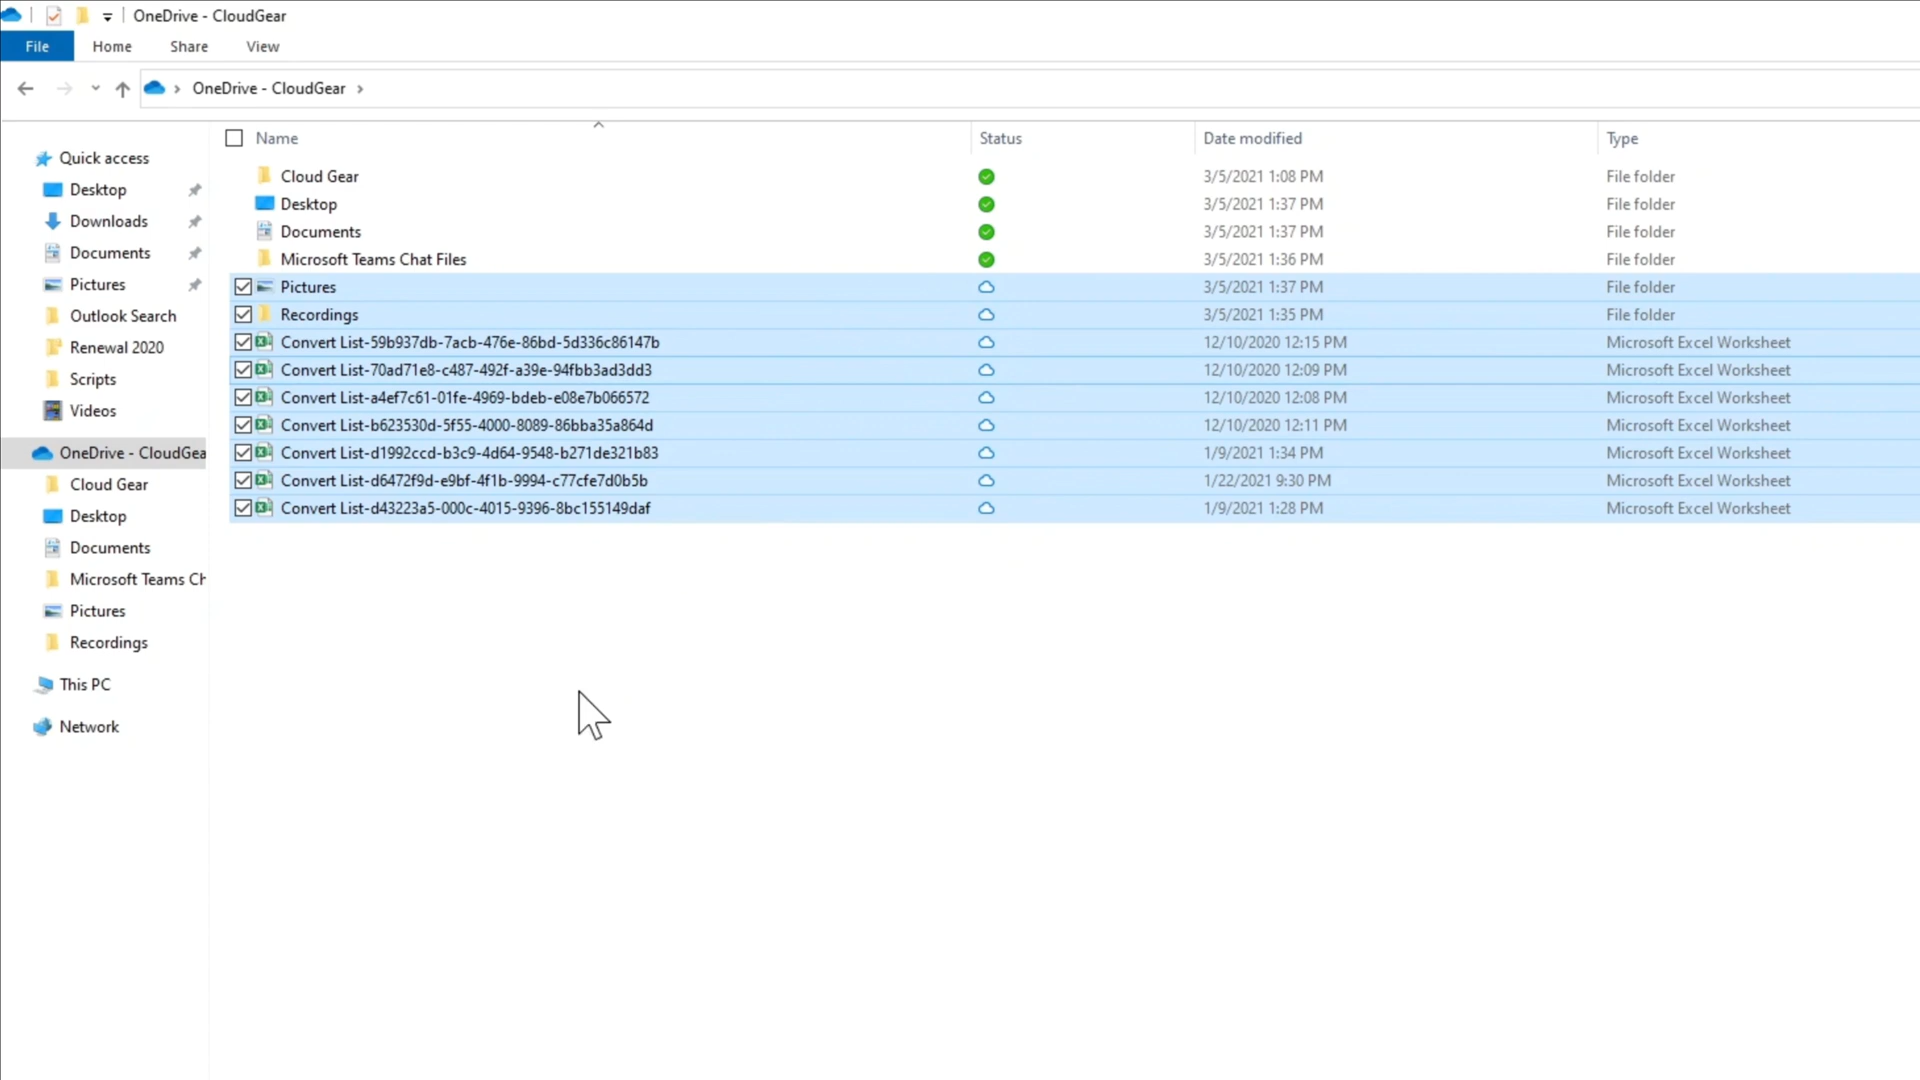 OneDrive - CloudGear
File Home Share View
OneDrive - CloudGear
Name Status Date modified Type
Quick access
Desktop
Downloads
Documents
Pictures
Outlook Search
Renewal 2020
Scripts
Videos
OneDrive - CloudGea
Cloud Gear
Desktop
Documents
Microsoft Teams Ch
Pictures
Recordings
This PC
Network
Cloud Gear 3/5/2021 1:08 PM File folder
Desktop 3/5/2021 1:37 PM File folder
Documents 3/5/2021 1:37 PM File folder
Microsoft Teams Chat Files 3/5/2021 1:36 PM File folder
Pictures 3/5/2021 1:37 PM File folder
Recordings 3/5/2021 1:35 PM File folder
Convert List-59b937db-7acb-476e-86bd-5d336c86147b 12/10/2020 12:15 PM Microsoft Excel Worksheet
Convert List-70ad71e8-c487-492f-a39e-94fbb3ad3dd3 12/10/2020 12:09 PM Microsoft Excel Worksheet
Convert List-a4ef7c61-01fe-4969-bdeb-e08e7b066572 12/10/2020 12:08 PM Microsoft Excel Worksheet
Convert List-b623530d-5f55-4000-8089-86bba35a864d 12/10/2020 12:11 PM Microsoft Excel Worksheet
Convert List-d1992ccd-b3c9-4d64-9548-b271de321b83 1/9/2021 1:34 PM Microsoft Excel Worksheet
Convert List-d6472f9d-e9bf-4f1b-9994-c77cfe7d0b5b 1/22/2021 9:30 PM Microsoft Excel Worksheet
Convert List-d43223a5-000c-4015-9396-8bc155149daf 1/9/2021 1:28 PM Microsoft Excel Worksheet